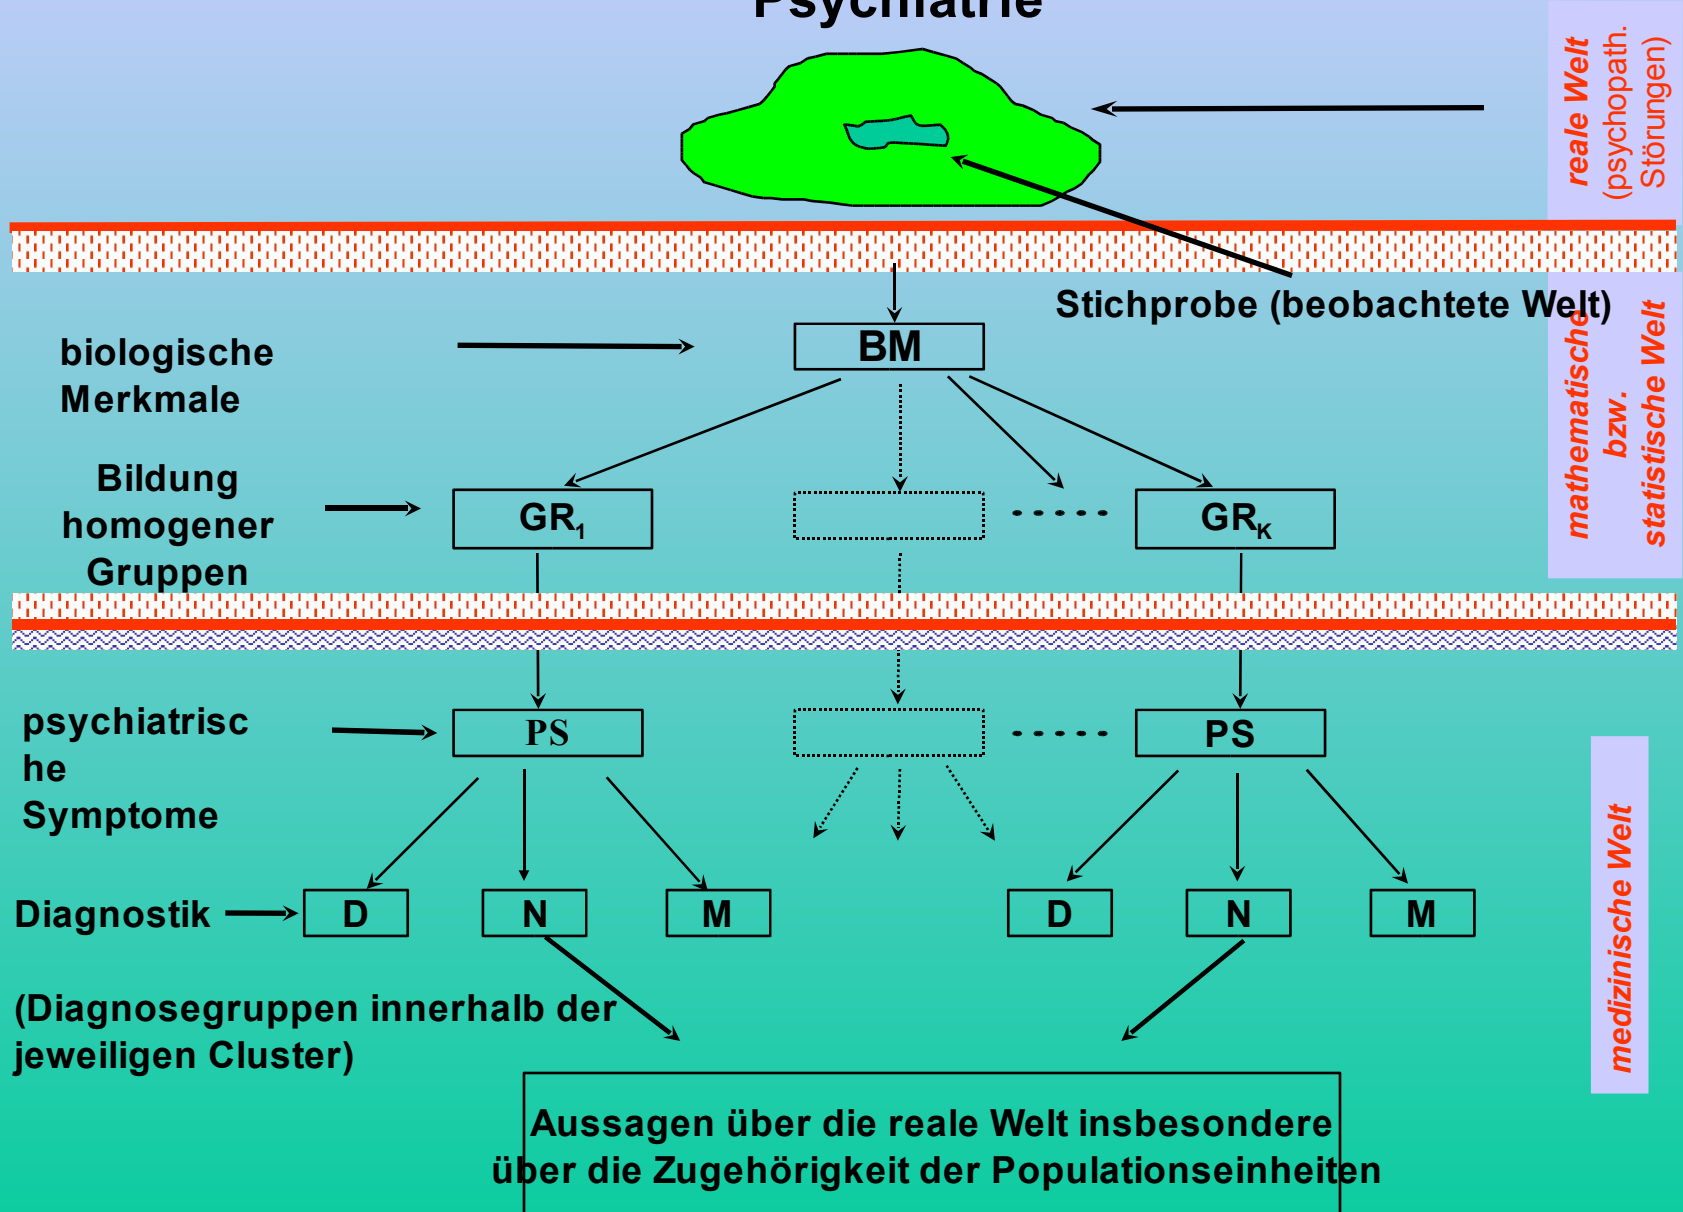 Psychiatrie
reale Welt
(psychopath.
Störungen)
Stichprobe (beobachtete Welt)
mathematische
bzw.
statistische Welt
biologische
Merkmale
BM
Bildung
homogener
Gruppen
GR1
GRK
psychiatrisc
he
Symptome
PS
PS
medizinische Welt
Diagnostik
D
N
M
D
N
M
(Diagnosegruppen innerhalb der
jeweiligen Cluster)
Aussagen über die reale Welt insbesondere
über die Zugehörigkeit der Populationseinheiten